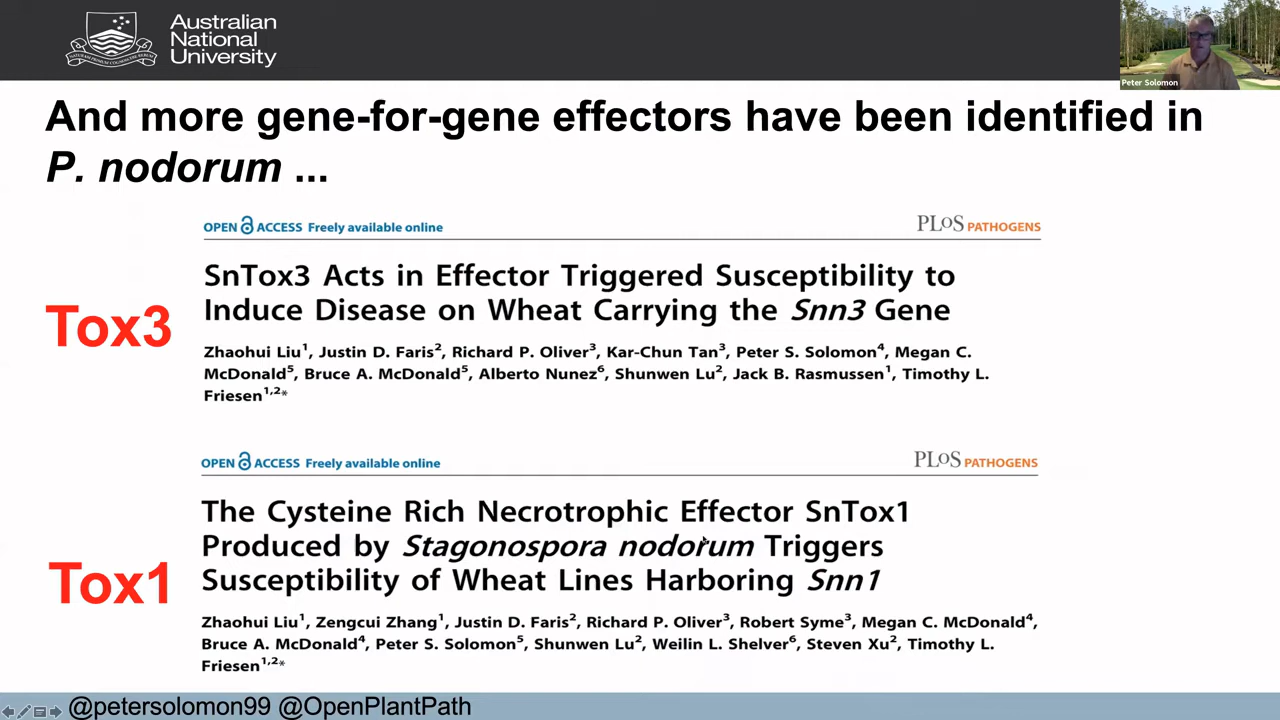 Australian
National
University
Peter Solomon
And more gene-for-gene effectors have been identified in
P. nodorum ...
OPEN ACCESS Freely available online
PLoS PATHOGENS
Tox3
SnTox3 Acts in Effector Triggered Susceptibility to
Induce Disease on Wheat Carrying the Snn3 Gene
Zhaohui Liu1, Justin D. Faris2, Richard P. Oliver3, Kar-Chun Tan3, Peter S. Solomon4, Megan C.
McDonald5, Bruce A. McDonald5, Alberto Nunez6, Shunwen Lu2, Jack B. Rasmussen1, Timothy L.
Friesen1,2*
OPEN ACCESS Freely available online
PLoS PATHOGENS
Tox1
The Cysteine Rich Necrotrophic Effector SnTox1
Produced by Stagonospora nodorum Triggers
Susceptibility of Wheat Lines Harboring Snn1
Zhaohui Liu1, Zengcui Zhang1, Justin D. Faris2, Richard P. Oliver3, Robert Syme3, Megan C. McDonald4,
Bruce A. McDonald4, Peter S. Solomon5, Shunwen Lu2, Weilin L. Shelver6, Steven Xu2, Timothy L.
Friesen1,2*
@petersolomon99 @OpenPlantPath